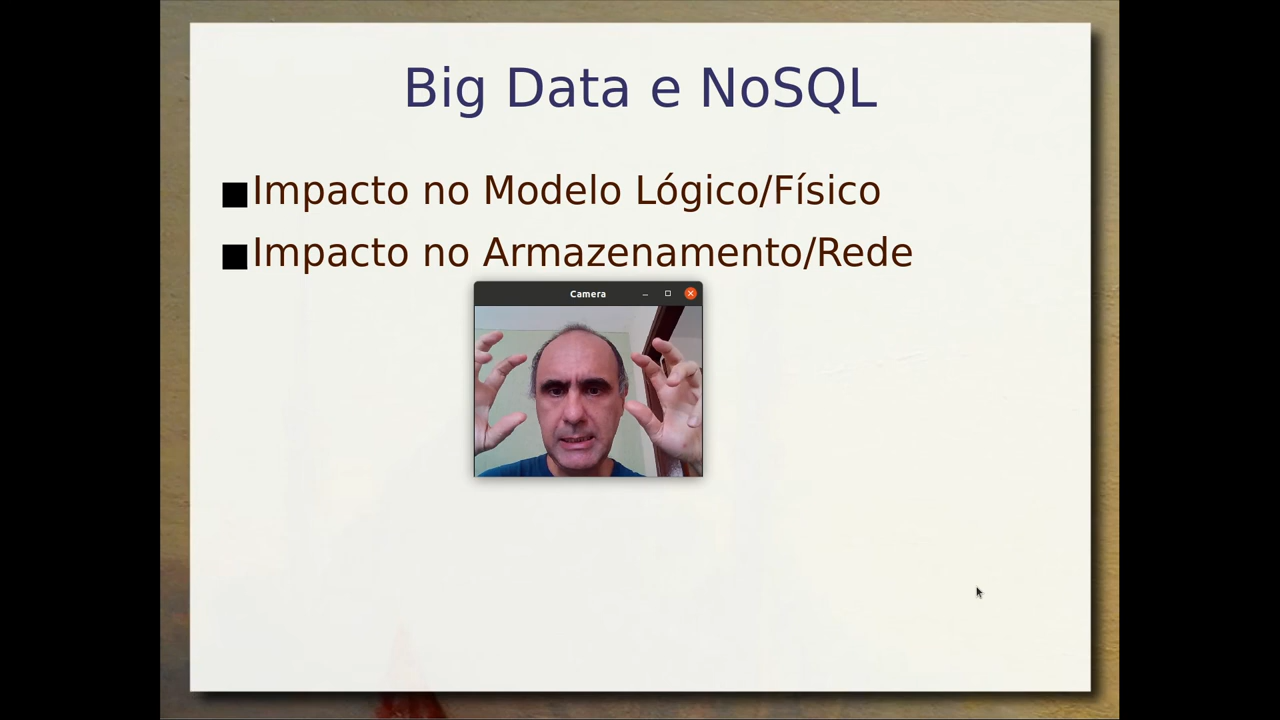 Big Data e NoSQL
Impacto no Modelo Lógico/Físico
Impacto no Armazenamento/Rede
Camera